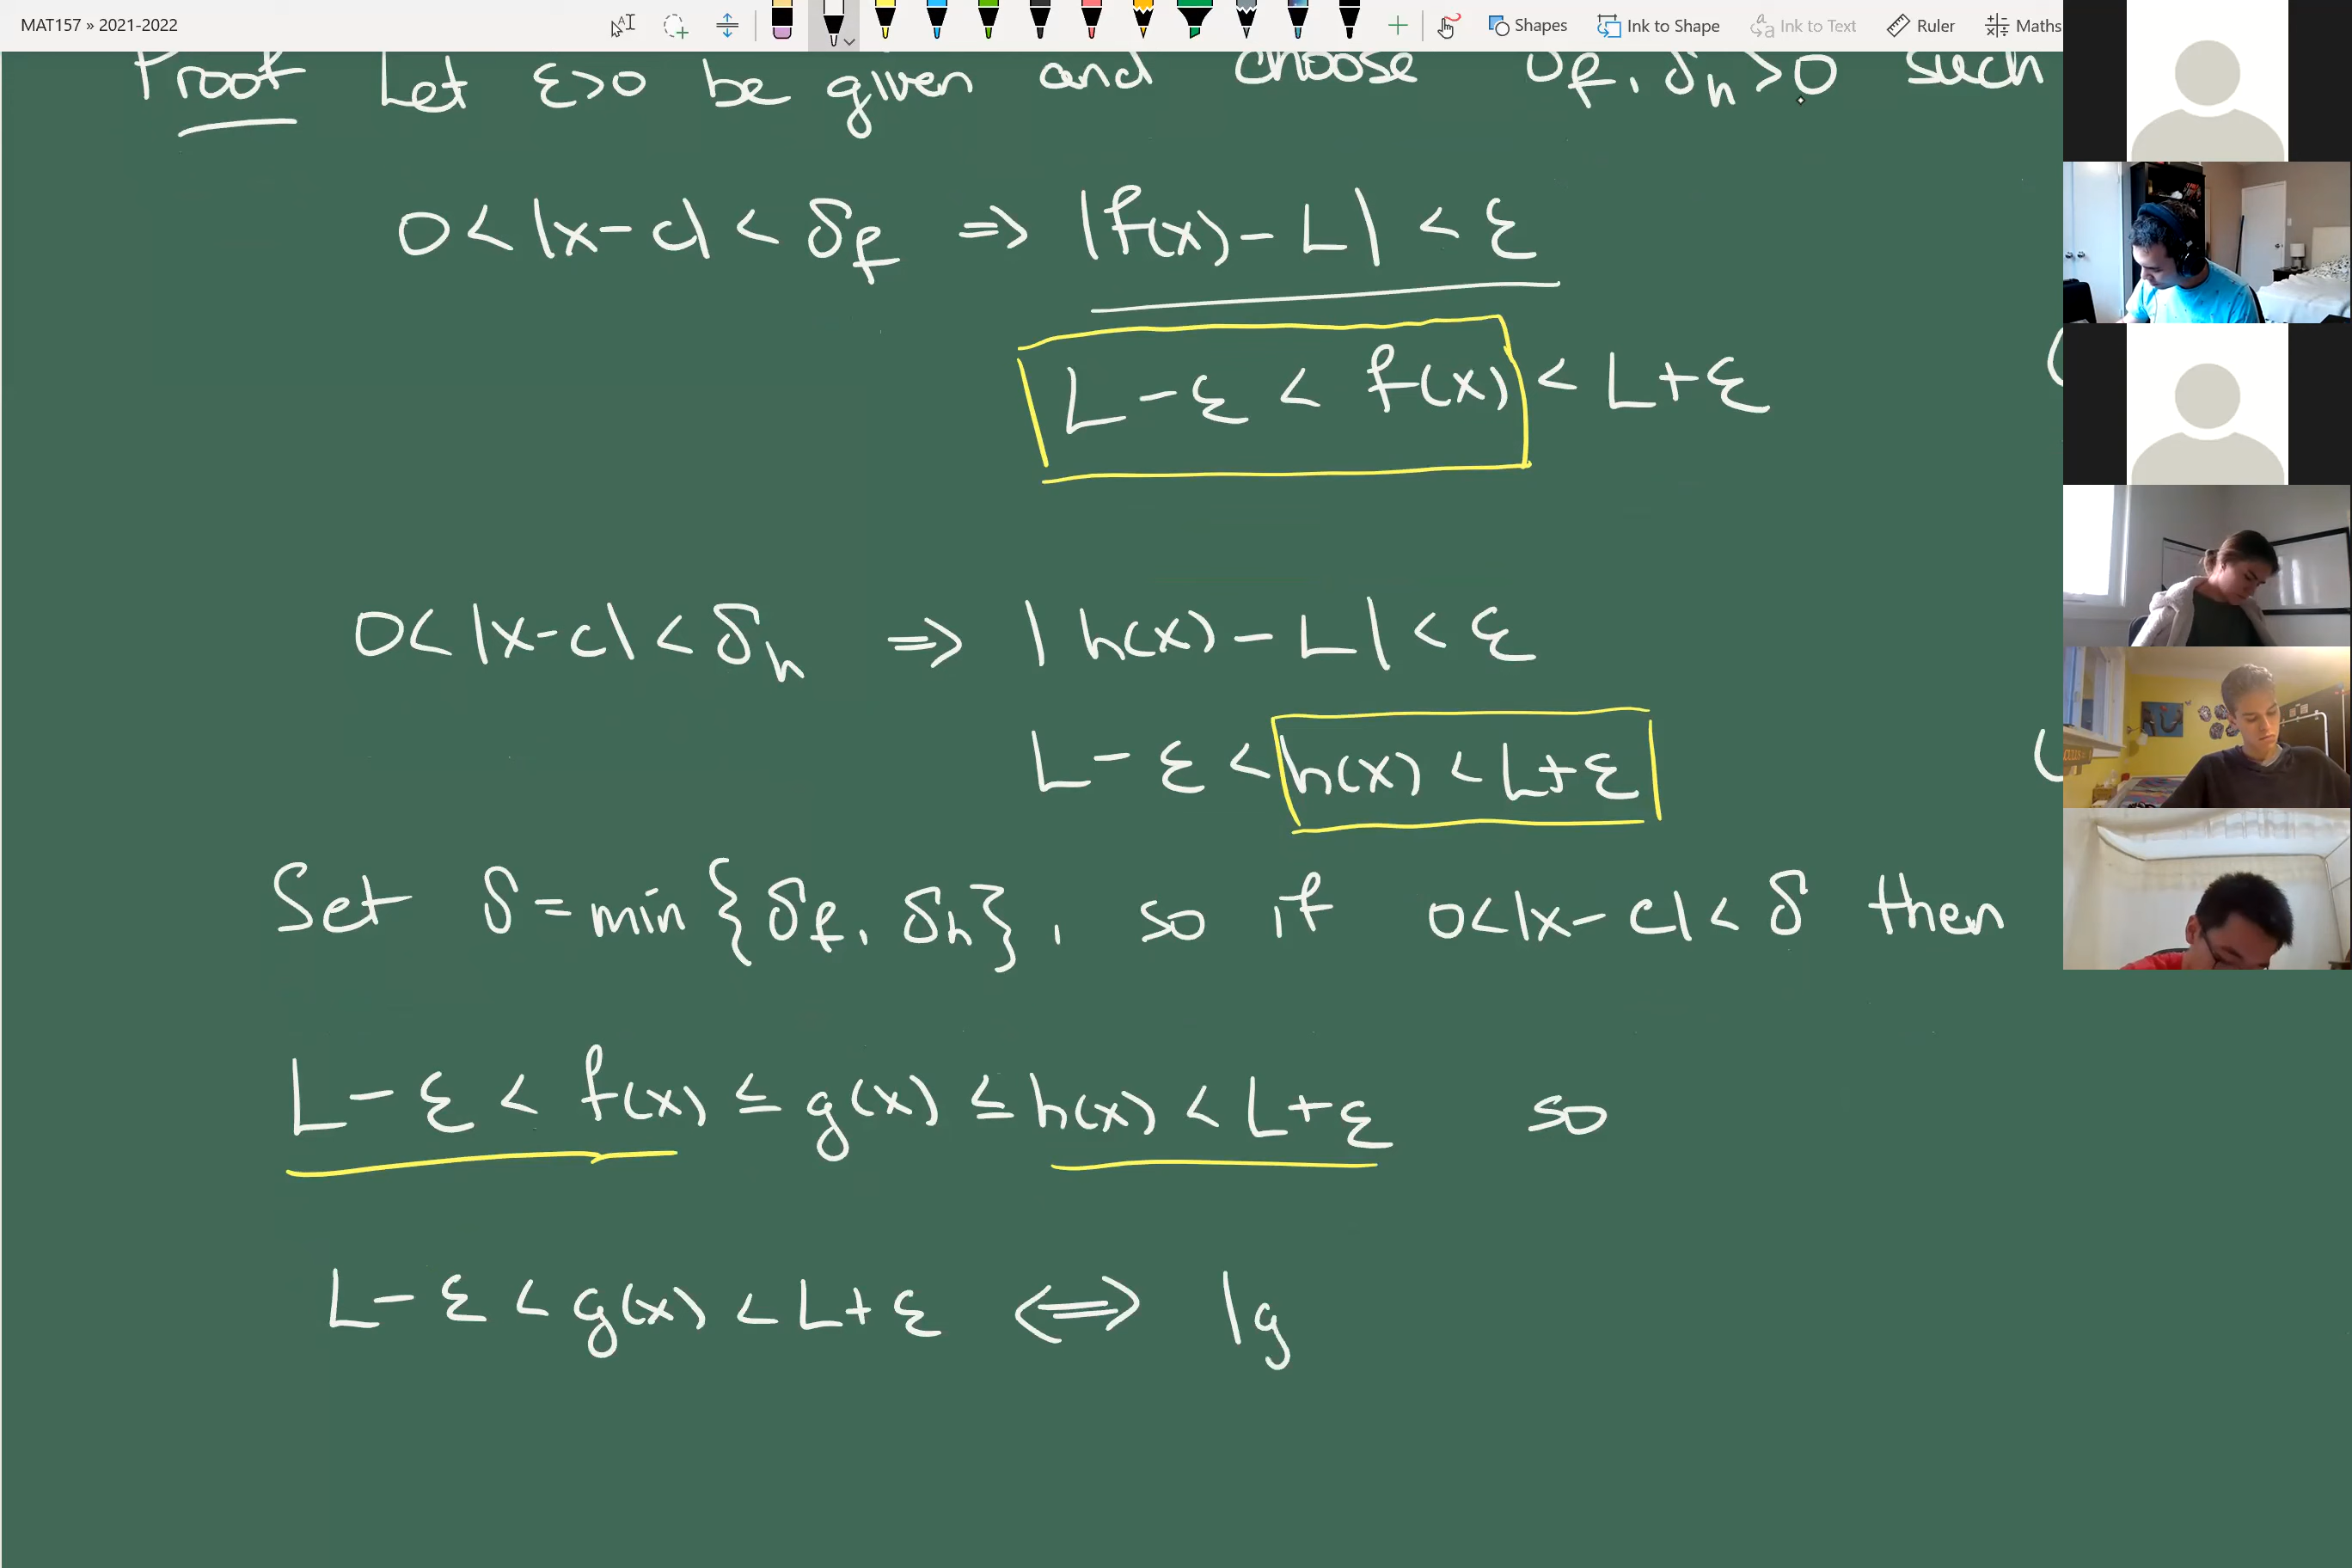 MAT157 » 2021-2022
Shapes Ink to Shape Ink to Text Ruler Maths
Proof Let ε>0 be given and choose δf, δh>0 such
0<|x-c|<δf ⇒ |f(x)-L|<ε
L-ε<f(x)<L+ε
0<|x-c|<δh ⇒ |h(x)-L|<ε
L-ε<h(x)<L+ε
Set δ=min{δf, δh}, so if 0<|x-c|<δ then
L-ε<f(x)≤g(x)≤h(x)<L+ε so
L-ε<g(x)<L+ε ⇔ |g